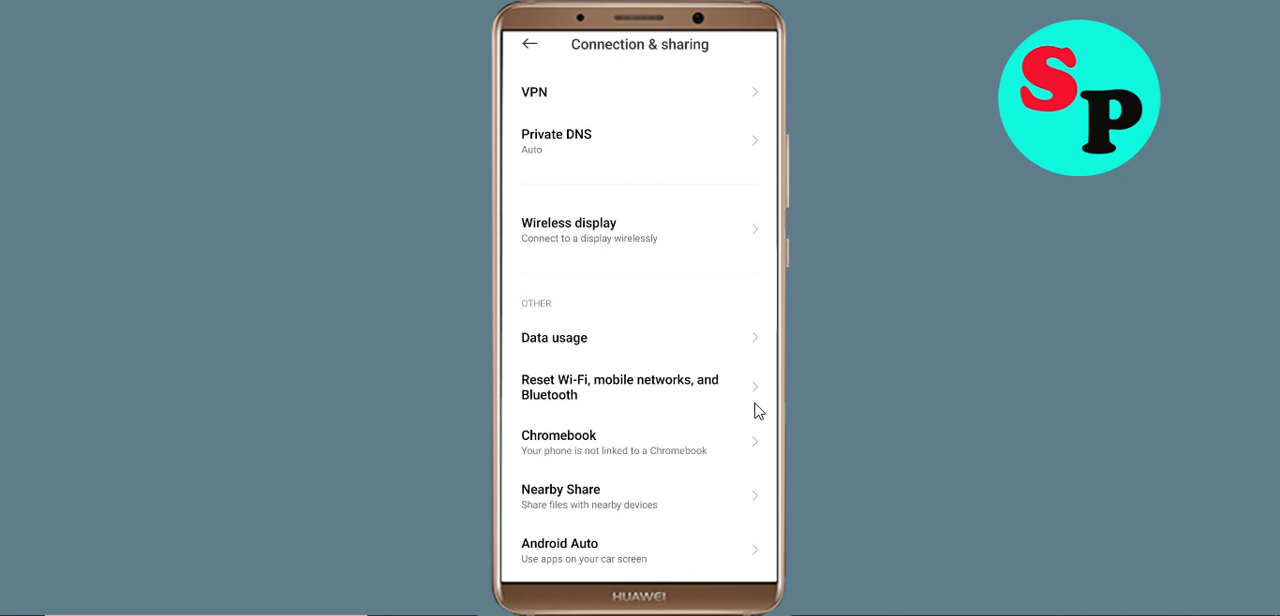 Connection & sharing
VPN
Private DNS
Auto
Wireless display
Connect to a display wirelessly
OTHER
Data usage
Reset Wi-Fi, mobile networks, and
Bluetooth
Chromebook
Your phone is not linked to a Chromebook
Nearby Share
Share files with nearby devices
Android Auto
Use apps on your car screen
HUAWEI
SP